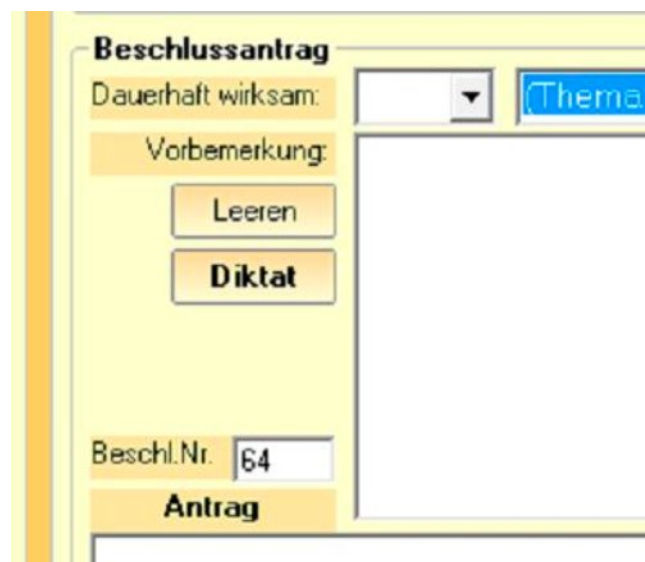 Beschlussantrag
Dauerhaft wirksam: (Thema
Vorbemerkung:
Leeren
Diktat
Beschl.Nr. 64
Antrag